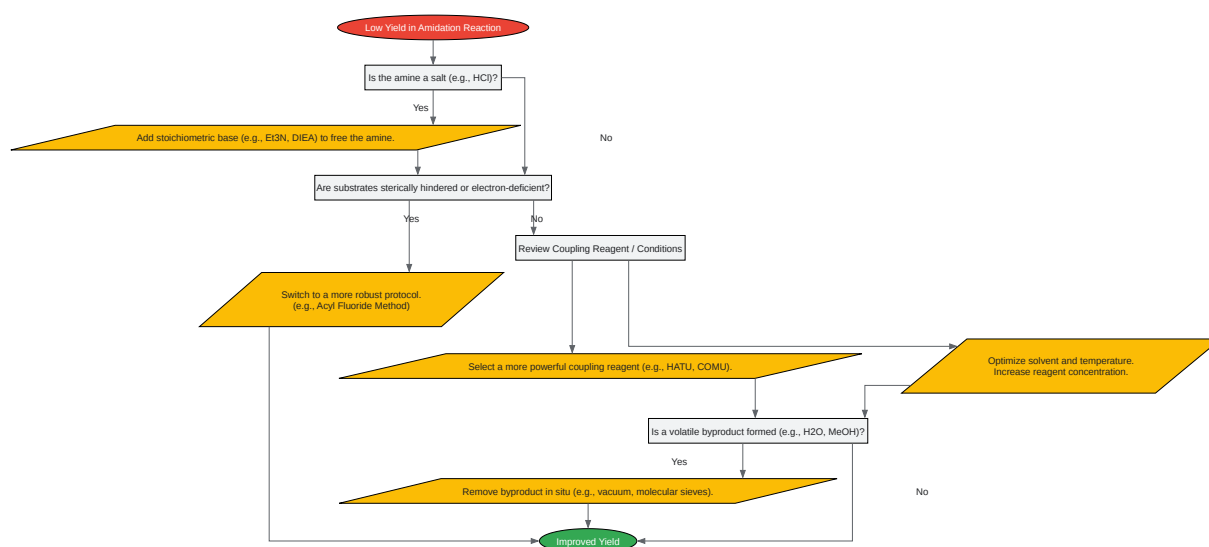 Low Yield in Amidation Reaction
Is the amine a salt (e.g., HCl)?
Yes
Add stoichiometric base (e.g., Et3N, DIEA) to free the amine.
No
Are substrates sterically hindered or electron-deficient?
Yes
No
Review Coupling Reagent / Conditions
Switch to a more robust protocol.
(e.g., Acyl Fluoride Method)
Select a more powerful coupling reagent (e.g., HATU, COMU).
Optimize solvent and temperature.
Increase reagent concentration.
Is a volatile byproduct formed (e.g., H2O, MeOH)?
Yes
Remove byproduct in situ (e.g., vacuum, molecular sieves).
No
Improved Yield